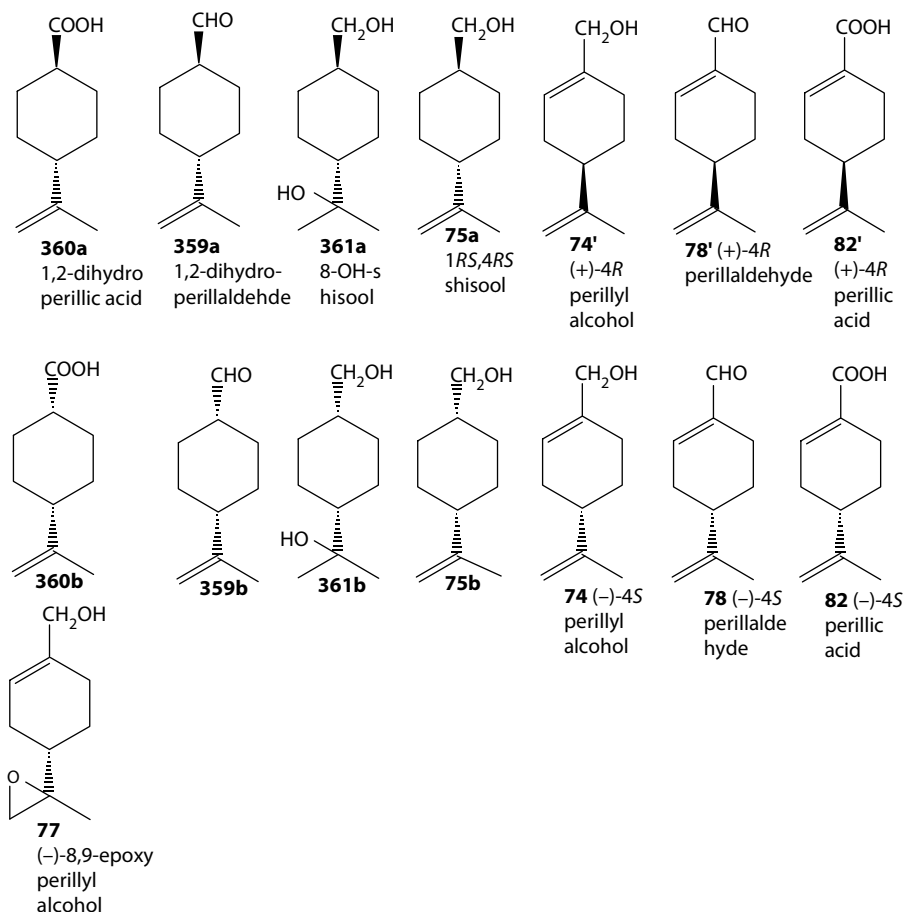 COOH
CHO
CH2OH
CH2OH
CH2OH
CHO
COOH
HO
360a
1,2-dihydro
perillic acid
359a
1,2-dihydro-
perillaldehde
361a
8-OH-s
hisool
75a
1RS,4RS
shisool
74'
(+)-4R
perillyl
alcohol
78' (+)-4R
perillaldehyde
82'
(+)-4R
perillic
acid
COOH
CHO
CH2OH
CH2OH
CH2OH
CHO
COOH
HO
360b
359b
361b
75b
74 (–)-4S
perillyl
alcohol
78 (–)-4S
perillalde
hyde
82 (–)-4S
perillic
acid
CH2OH
O
77
(–)-8,9-epoxy
perillyl
alcohol